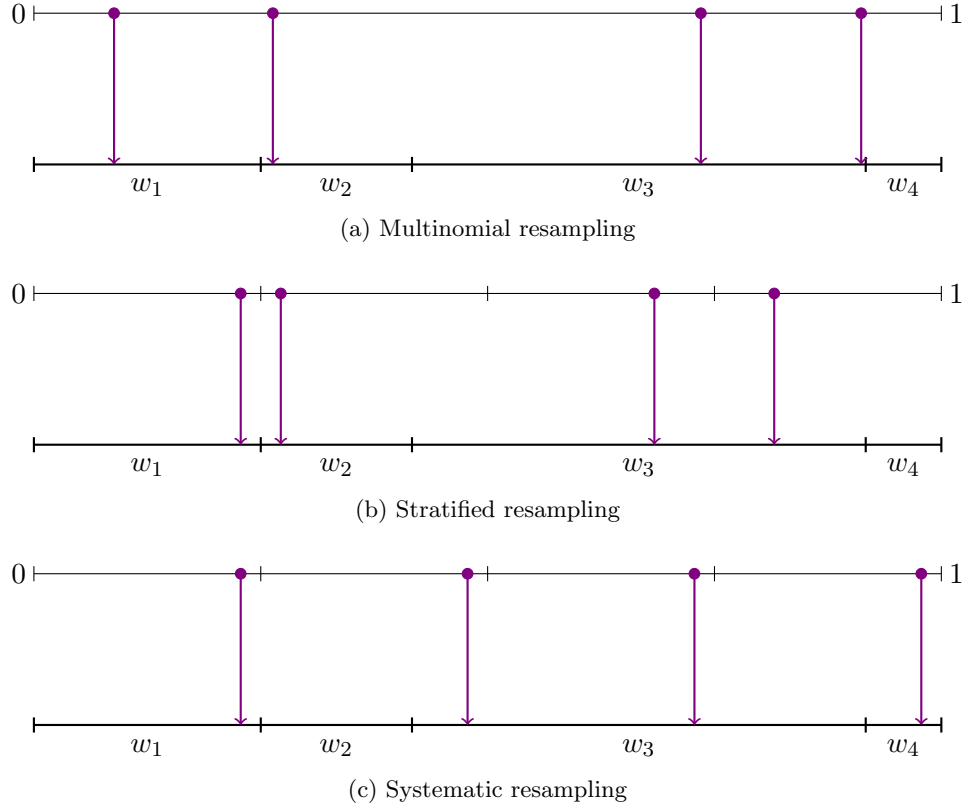 0 1
w₁ w₂ w₃ w₄
(a) Multinomial resampling
0 1
w₁ w₂ w₃ w₄
(b) Stratified resampling
0 1
w₁ w₂ w₃ w₄
(c) Systematic resampling